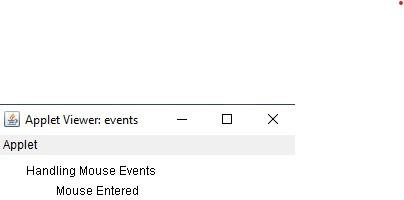 Applet Viewer: events
Applet
Handling Mouse Events
Mouse Entered